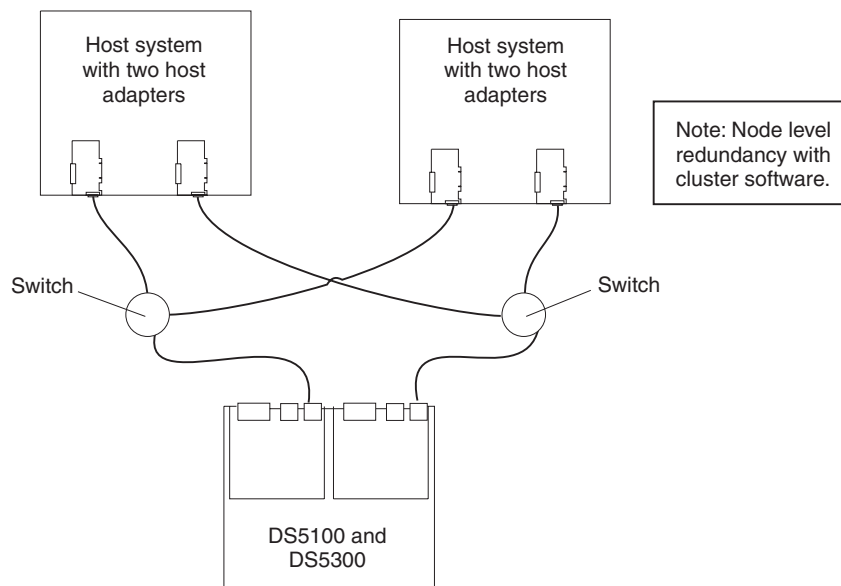 Host system
with two host
adapters
Host system
with two host
adapters
Note: Node level
redundancy with
cluster software.
Switch
Switch
DS5100 and
DS5300